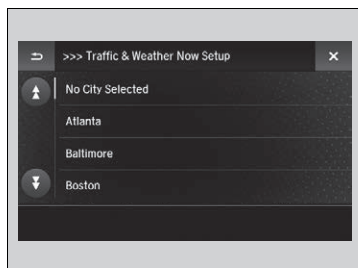 >>> Traffic & Weather Now Setup
No City Selected
Atlanta
Baltimore
Boston